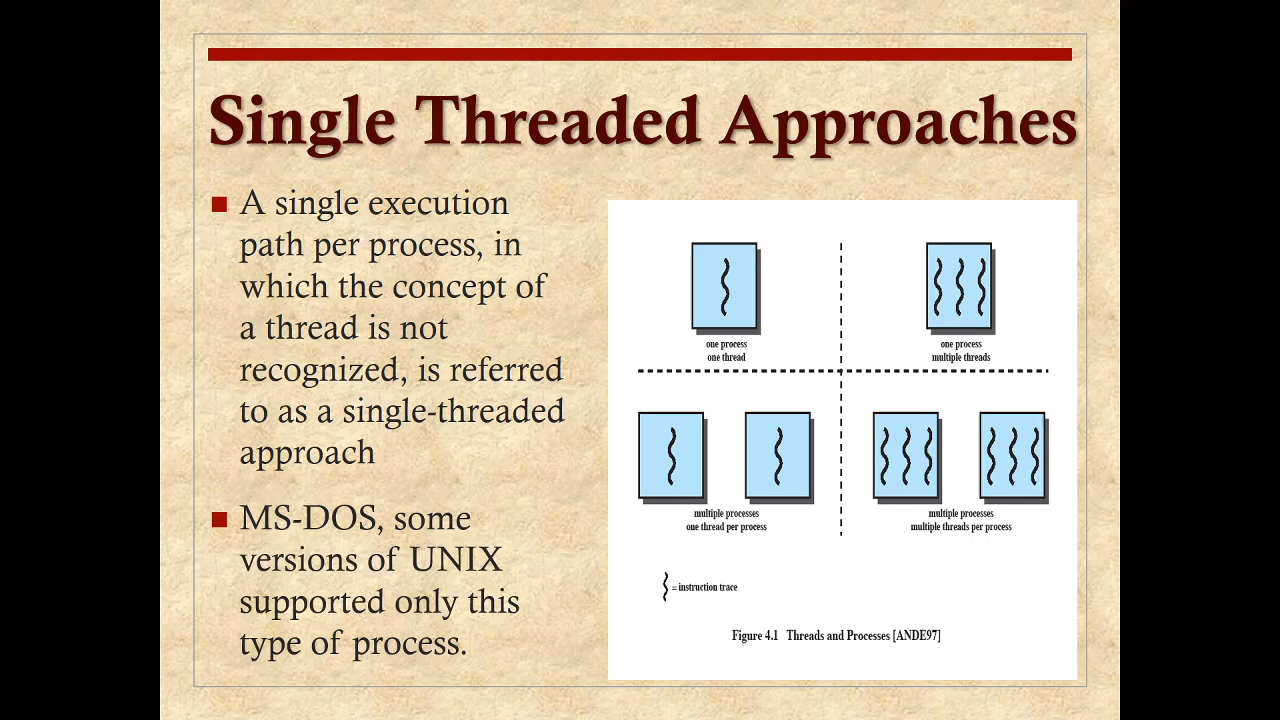 Single Threaded Approaches
A single execution
path per process, in
which the concept of
a thread is not
recognized, is referred
to as a single-threaded
approach
MS-DOS, some
versions of UNIX
supported only this
type of process.
one process
one thread
one process
multiple threads
multiple processes
one thread per process
multiple processes
multiple threads per process
= instruction trace
Figure 4.1 Threads and Processes [ANDE97]